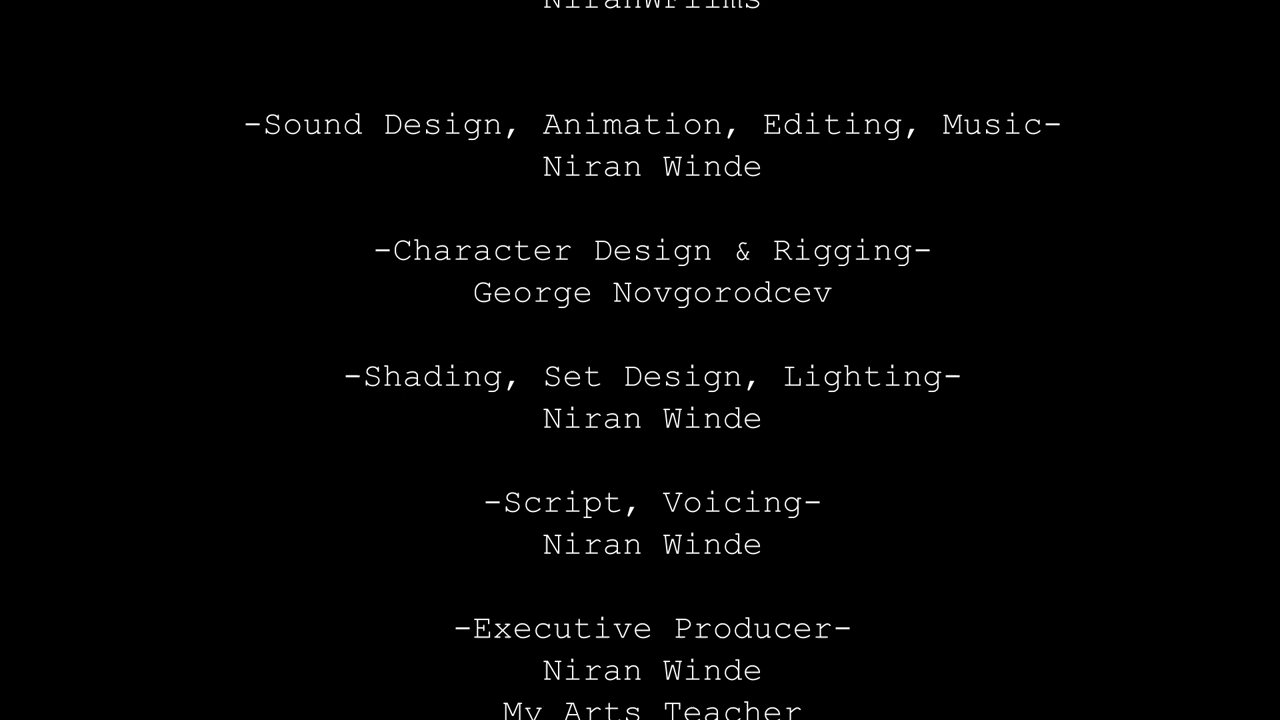 NiranWFilms
-Sound Design, Animation, Editing, Music-
Niran Winde
-Character Design & Rigging-
George Novgorodcev
-Shading, Set Design, Lighting-
Niran Winde
-Script, Voicing-
Niran Winde
-Executive Producer-
Niran Winde
My Arts Teacher